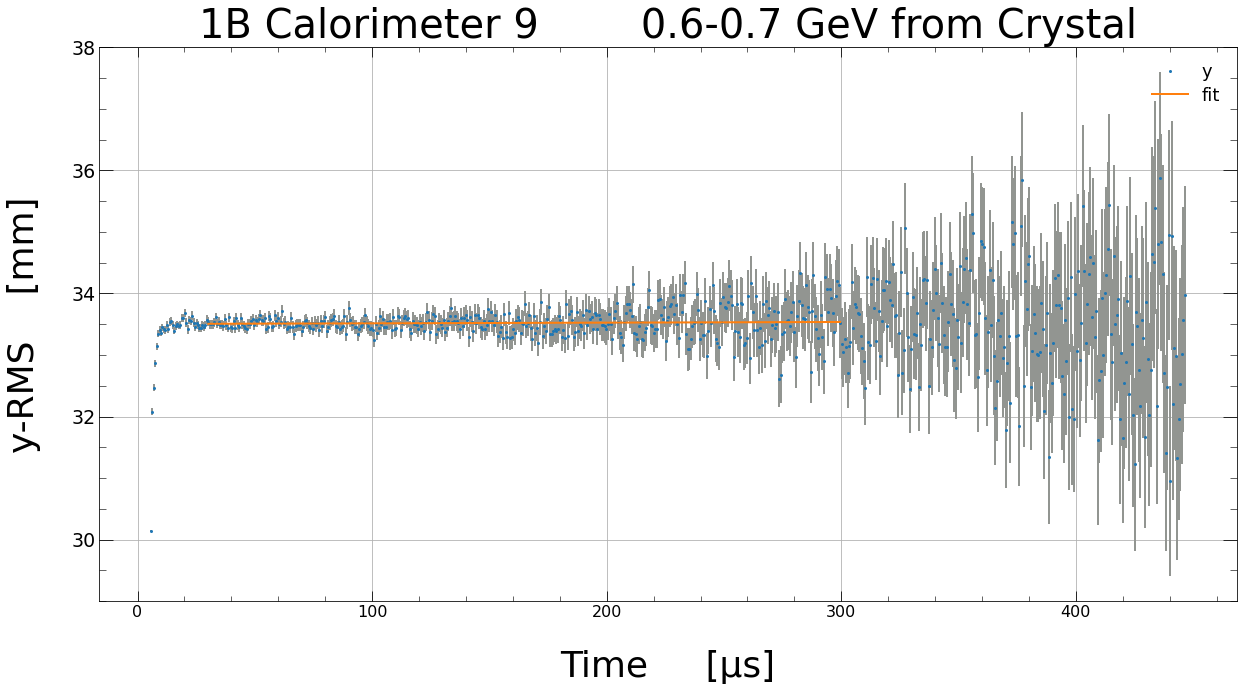 1B Calorimeter 9 0.6-0.7 GeV from Crystal
38
36
34
32
30
y-RMS [mm]
y
fit
0 100 200 300 400
Time [µs]